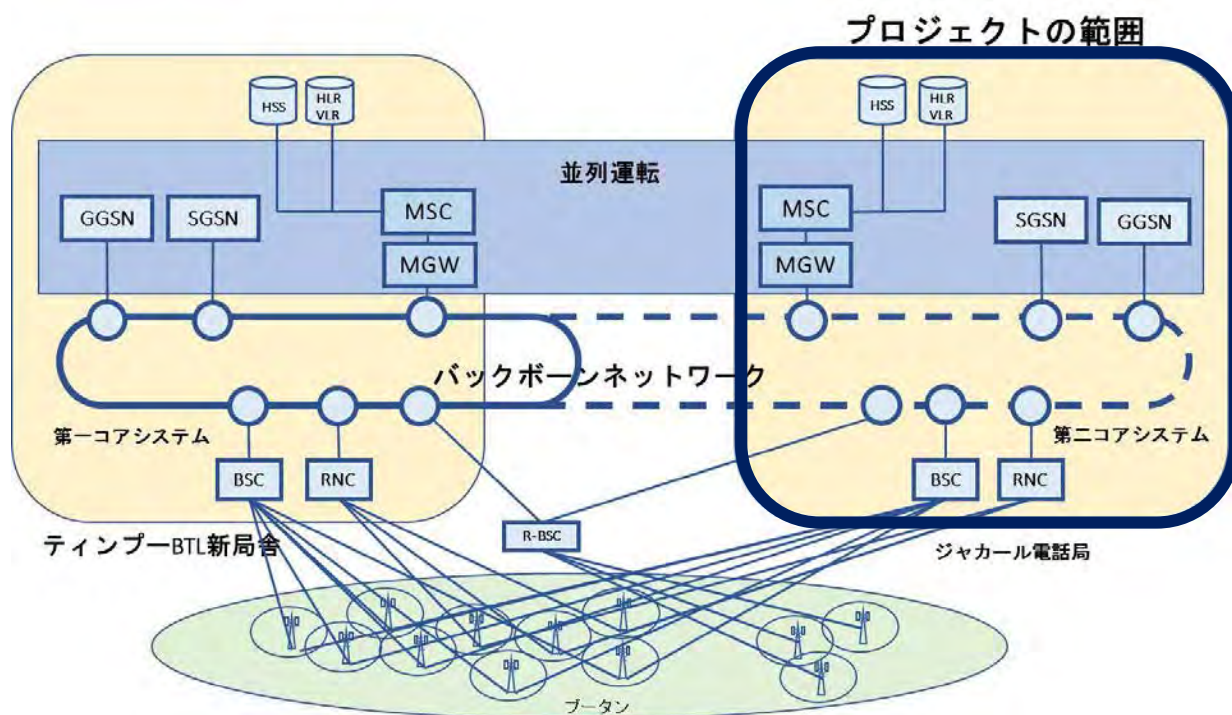 プロジェクトの範囲
HSS
HLR
VLR
HSS
HLR
VLR
並列運転
GGSN
SGSN
MSC
MGW
MSC
MGW
SGSN
GGSN
バックボーンネットワーク
第一コアシステム
第二コアシステム
BSC
RNC
BSC
RNC
R-BSC
ティンプーBTL新局舎
ジャカール電話局
ブータン